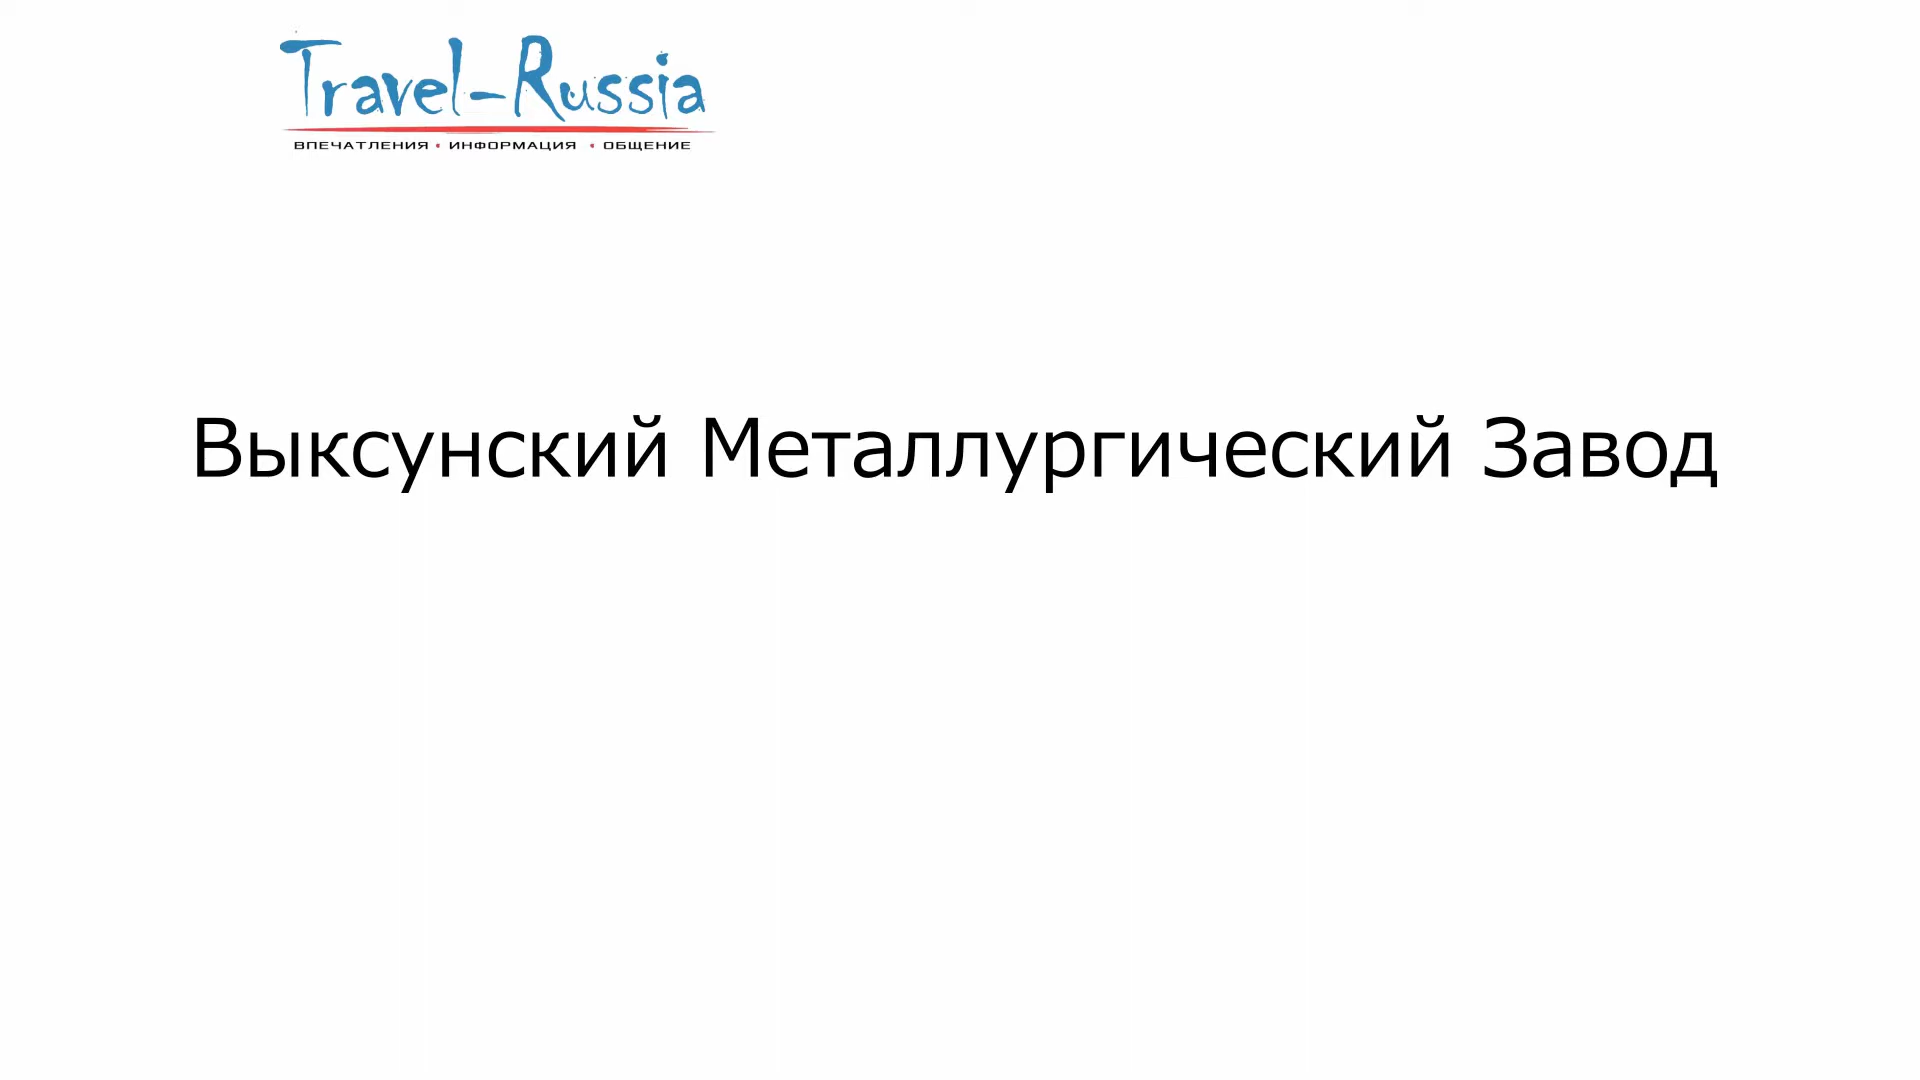 Travel-Russia
ВПЕЧАТЛЕНИЯ • ИНФОРМАЦИЯ • ОБЩЕНИЕ
Выксунский Металлургический Завод